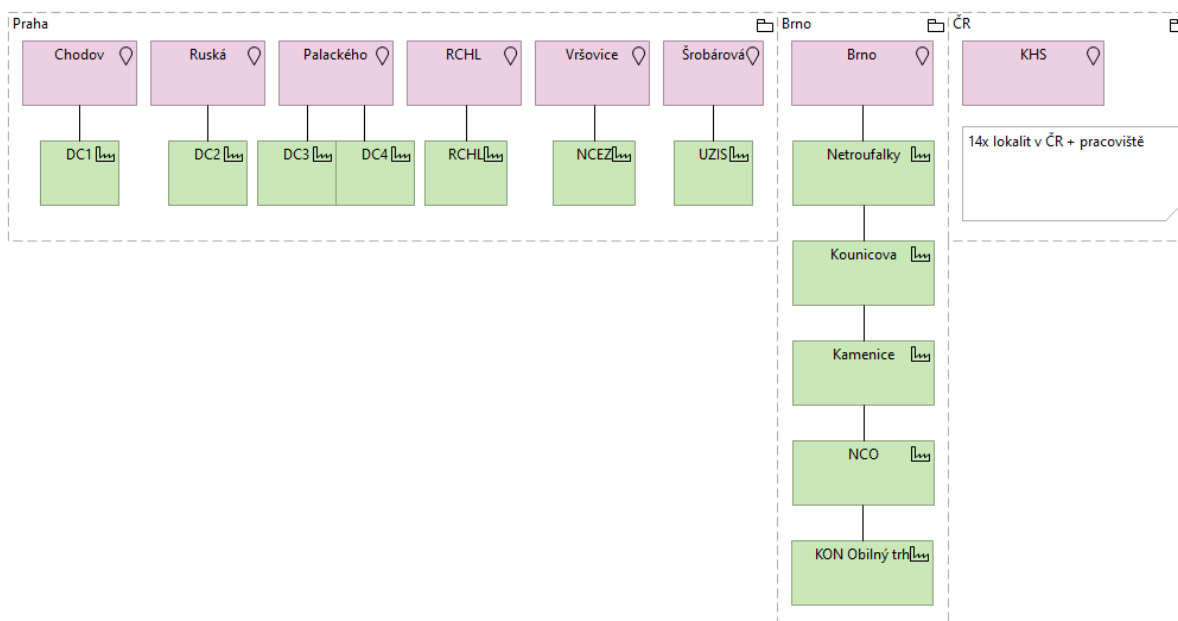 Praha
Brno
ČR
Chodov
Ruská
Palackého
RCHL
Vršovice
Šrobárová
Brno
KHS
DC1
DC2
DC3
DC4
RCHL
NCEZ
UZIS
Netroufalky
14x lokalit v ČR + pracoviště
Kounicova
Kamenice
NCO
KON Obilný trh